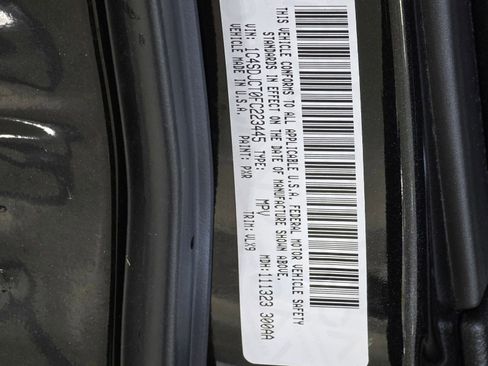 THIS VEHICLE CONFORMS TO ALL APPLICABLE U.S.A. FEDERAL MOTOR VEHICLE SAFETY
STANDARDS IN EFFECT ON THE DATE OF MANUFACTURE SHOWN ABOVE.
VIN: 1C4SDJCT0FC223445 TYPE: MPV MDH: 111323 300AA
VEHICLE MADE IN U.S.A. PAINT: PXR TRIM: VLX9